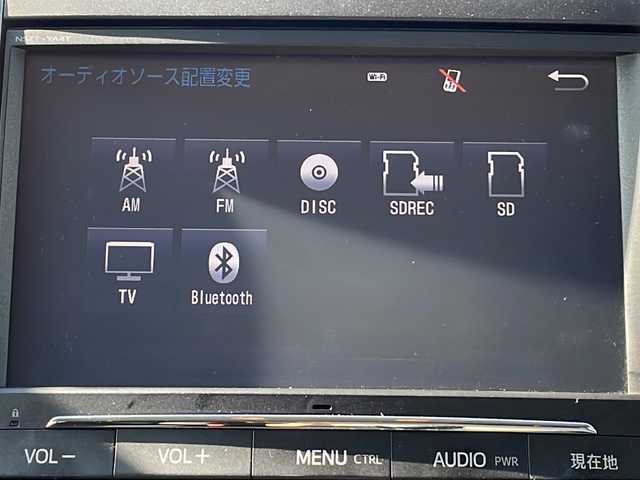 オーディオソース配置変更
Wi-Fi
AM FM DISC SDREC SD
TV Bluetooth
VOL− VOL+ MENU CTRL AUDIO PWR 現在地